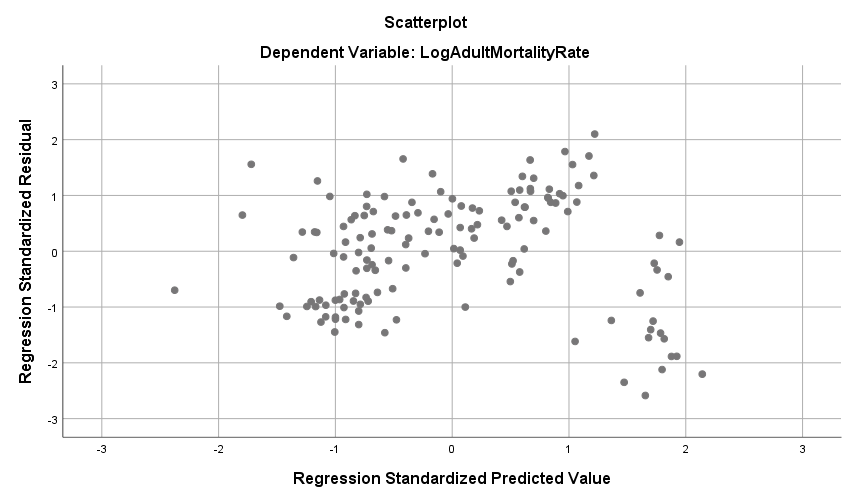 Scatterplot
Dependent Variable: LogAdultMortalityRate
Regression Standardized Residual
3
2
1
0
-1
-2
-3
-3 -2 -1 0 1 2 3
Regression Standardized Predicted Value